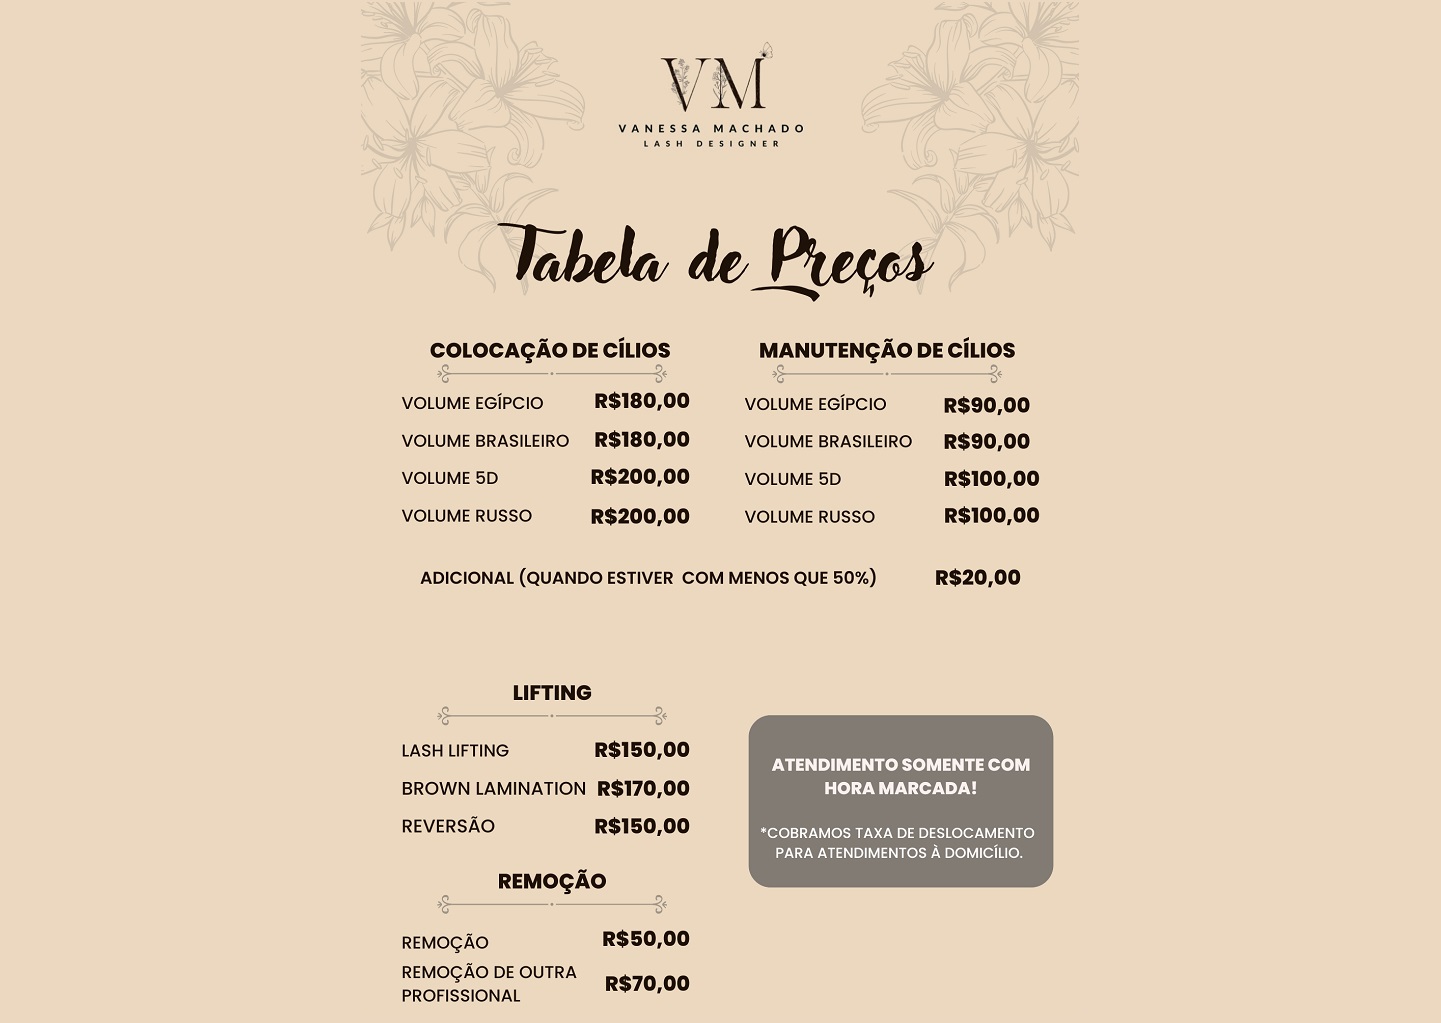 VM
VANESSA MACHADO
LASH DESIGNER
Tabela de Preços
COLOCAÇÃO DE CÍLIOS
VOLUME EGÍPCIO R$180,00
VOLUME BRASILEIRO R$180,00
VOLUME 5D R$200,00
VOLUME RUSSO R$200,00
MANUTENÇÃO DE CÍLIOS
VOLUME EGÍPCIO R$90,00
VOLUME BRASILEIRO R$90,00
VOLUME 5D R$100,00
VOLUME RUSSO R$100,00
ADICIONAL (QUANDO ESTIVER COM MENOS QUE 50%) R$20,00
LIFTING
LASH LIFTING R$150,00
BROWN LAMINATION R$170,00
REVERSÃO R$150,00
ATENDIMENTO SOMENTE COM
HORA MARCADA!
*COBRAMOS TAXA DE DESLOCAMENTO
PARA ATENDIMENTOS À DOMICÍLIO.
REMOÇÃO
REMOÇÃO R$50,00
REMOÇÃO DE OUTRA
PROFISSIONAL R$70,00